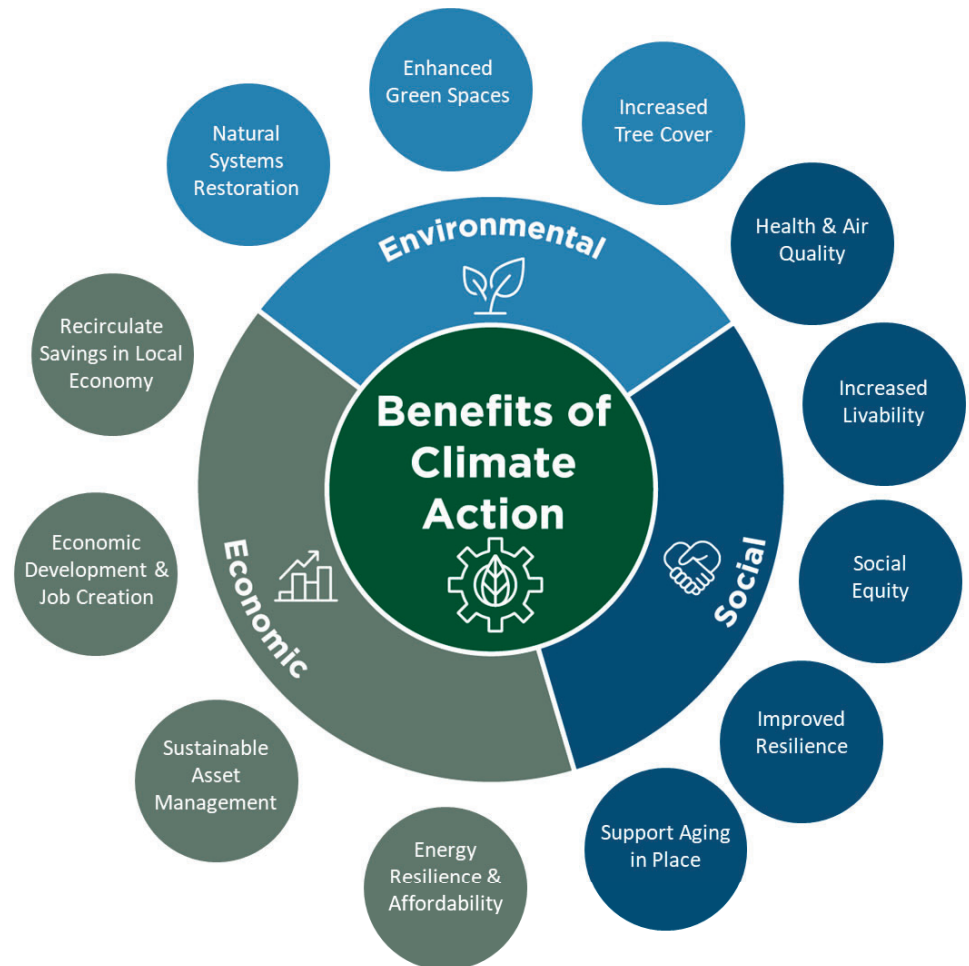 Enhanced
Green Spaces
Increased
Tree Cover
Natural
Systems
Restoration
Health & Air
Quality
Environmental
Recirculate
Savings in Local
Economy
Increased
Livability
Benefits of
Climate
Action
Economic
Development &
Job Creation
Economic
Social
Social
Equity
Improved
Resilience
Sustainable
Asset
Management
Support Aging
in Place
Energy
Resilience &
Affordability